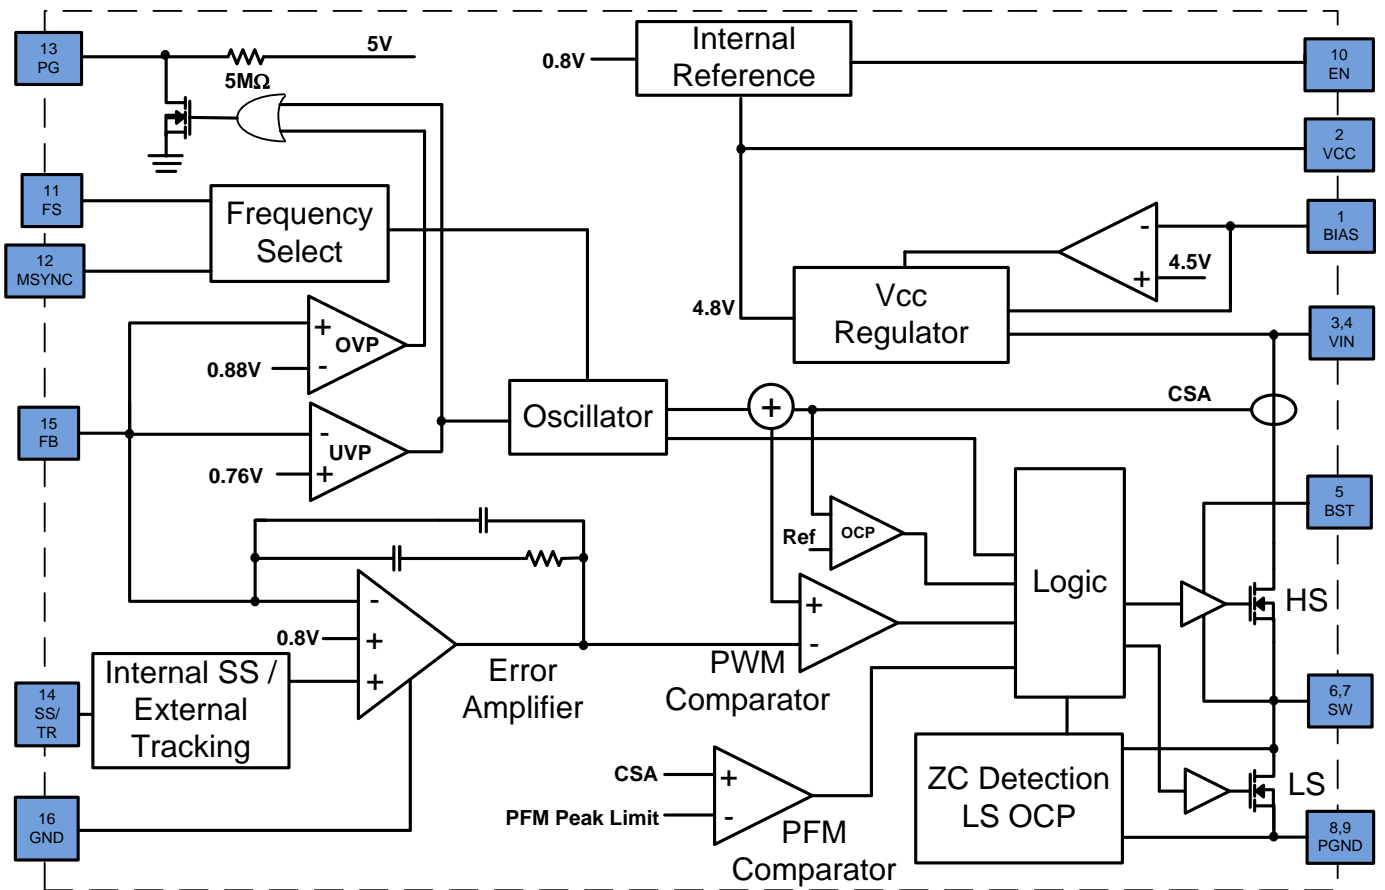 13
PG
5V
5MΩ
0.8V
Internal
Reference
10
EN
2
VCC
11
FS
Frequency
Select
12
MSYNC
1
BIAS
-
+
4.5V
4.8V
Vcc
Regulator
3,4
VIN
+
OVP
-
0.88V
15
FB
-
UVP
+
0.76V
Oscillator
+
CSA
5
BST
Ref
OCP
Logic
HS
-
0.8V
+
+
Error
Amplifier
+
-
PWM
Comparator
Internal SS /
External
Tracking
14
SS/
TR
6,7
SW
CSA
+
PFM Peak Limit
-
PFM
Comparator
ZC Detection
LS OCP
LS
16
GND
8,9
PGND